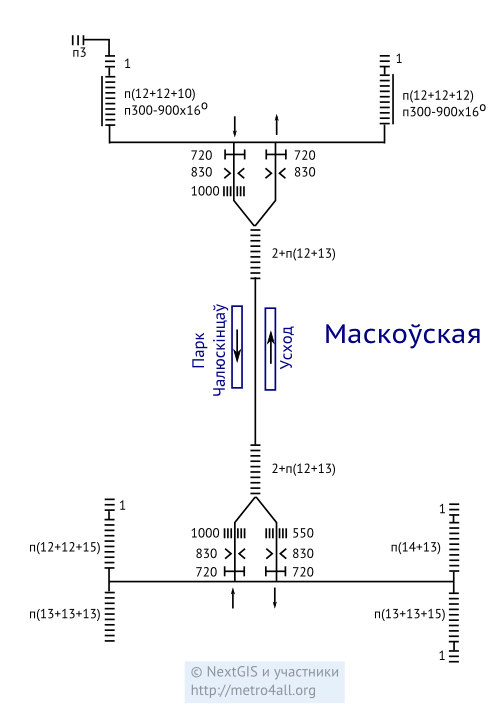 п3
1
1
п(12+12+10)
п300-900х16°
п(12+12+12)
п300-900х16°
720
720
830
830
1000
2+п(12+13)
Парк
Чалюскінцаў
Усход
Маскоўская
2+п(12+13)
1
1
1000
550
п(12+12+15)
830
830
п(14+13)
720
720
п(13+13+13)
п(13+13+15)
1
© NextGIS и участники
http://metro4all.org